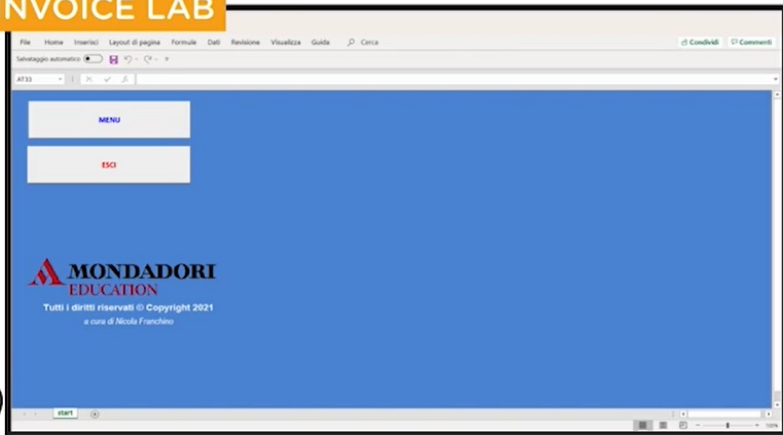 NVOICE LAB
File Home Inserisci Layout di pagina Formule Dati Revisione Visualizza Guida Cerca Condividi Commenti
Salvataggio automatico
AT33
MENU
ESCI
MONDADORI
EDUCATION
Tutti i diritti riservati © Copyright 2021
a cura di Nicola Franchino
start